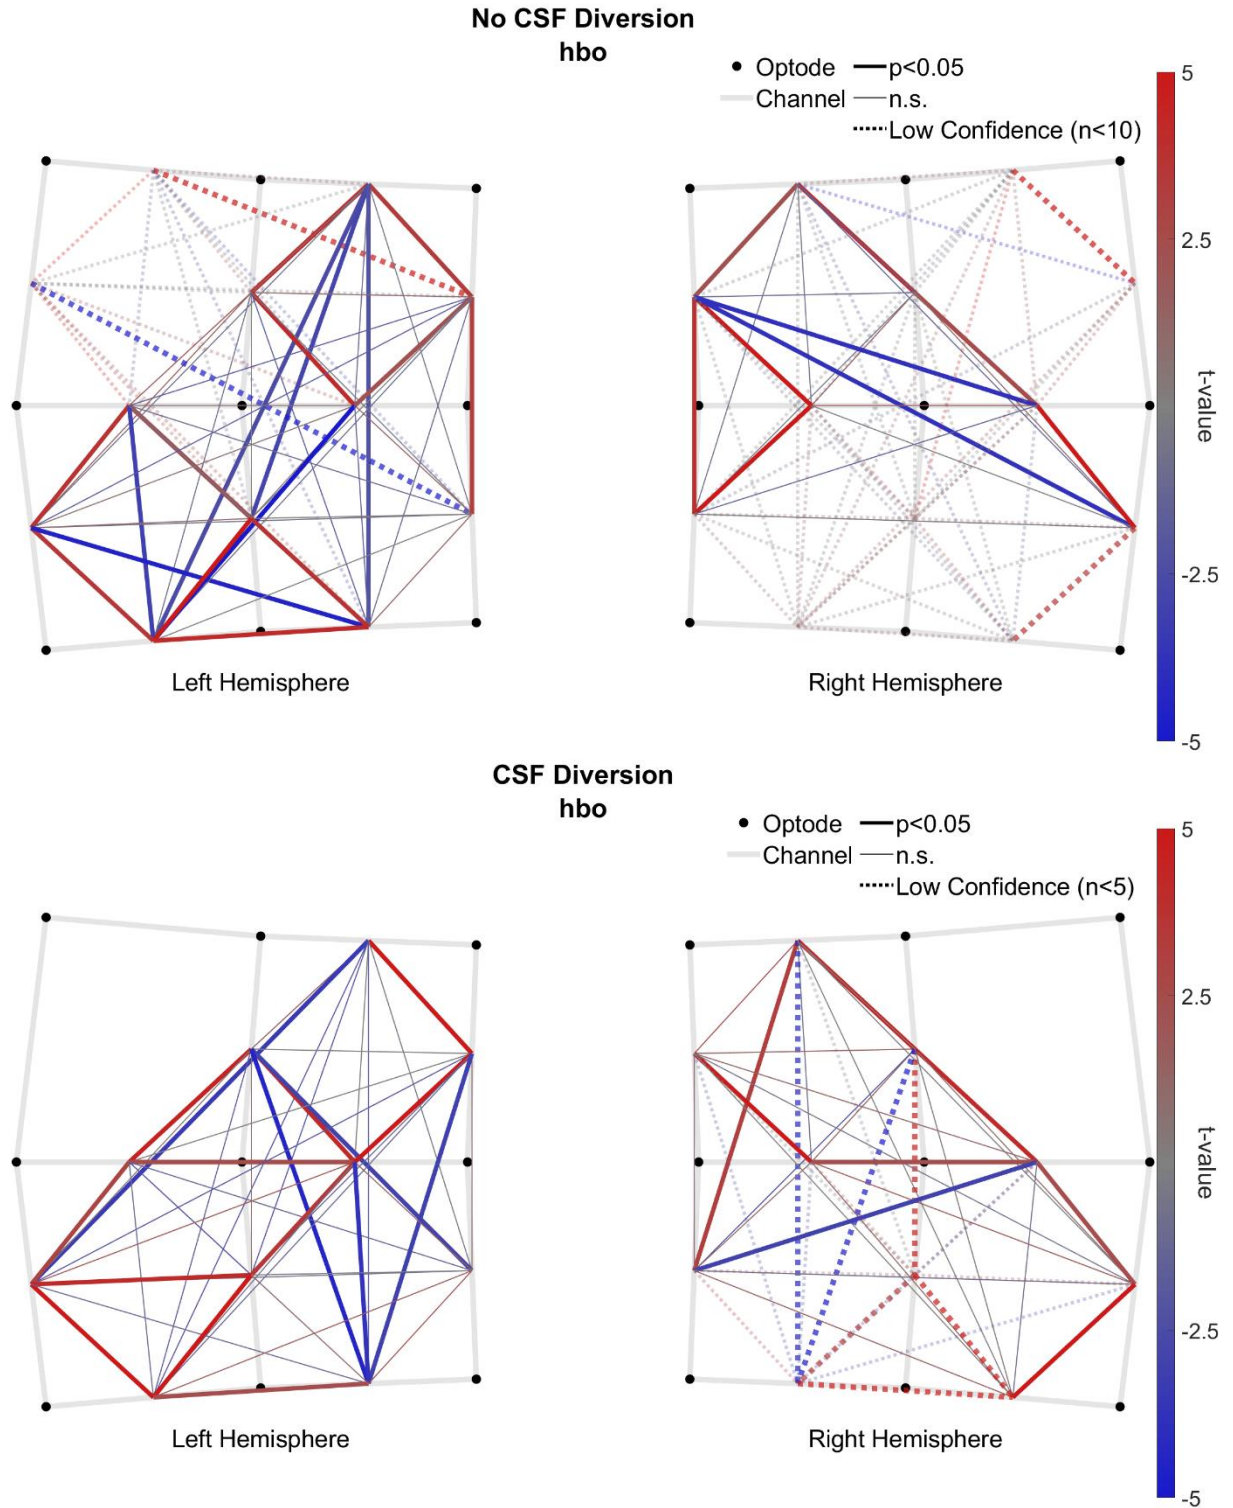 No CSF Diversion
hbo
Optode
p<0.05
Channel
n.s.
Low Confidence (n<10)
5
2.5
t-value
-2.5
-5
Left Hemisphere
Right Hemisphere
CSF Diversion
hbo
Optode
p<0.05
Channel
n.s.
Low Confidence (n<5)
5
2.5
t-value
-2.5
-5
Left Hemisphere
Right Hemisphere